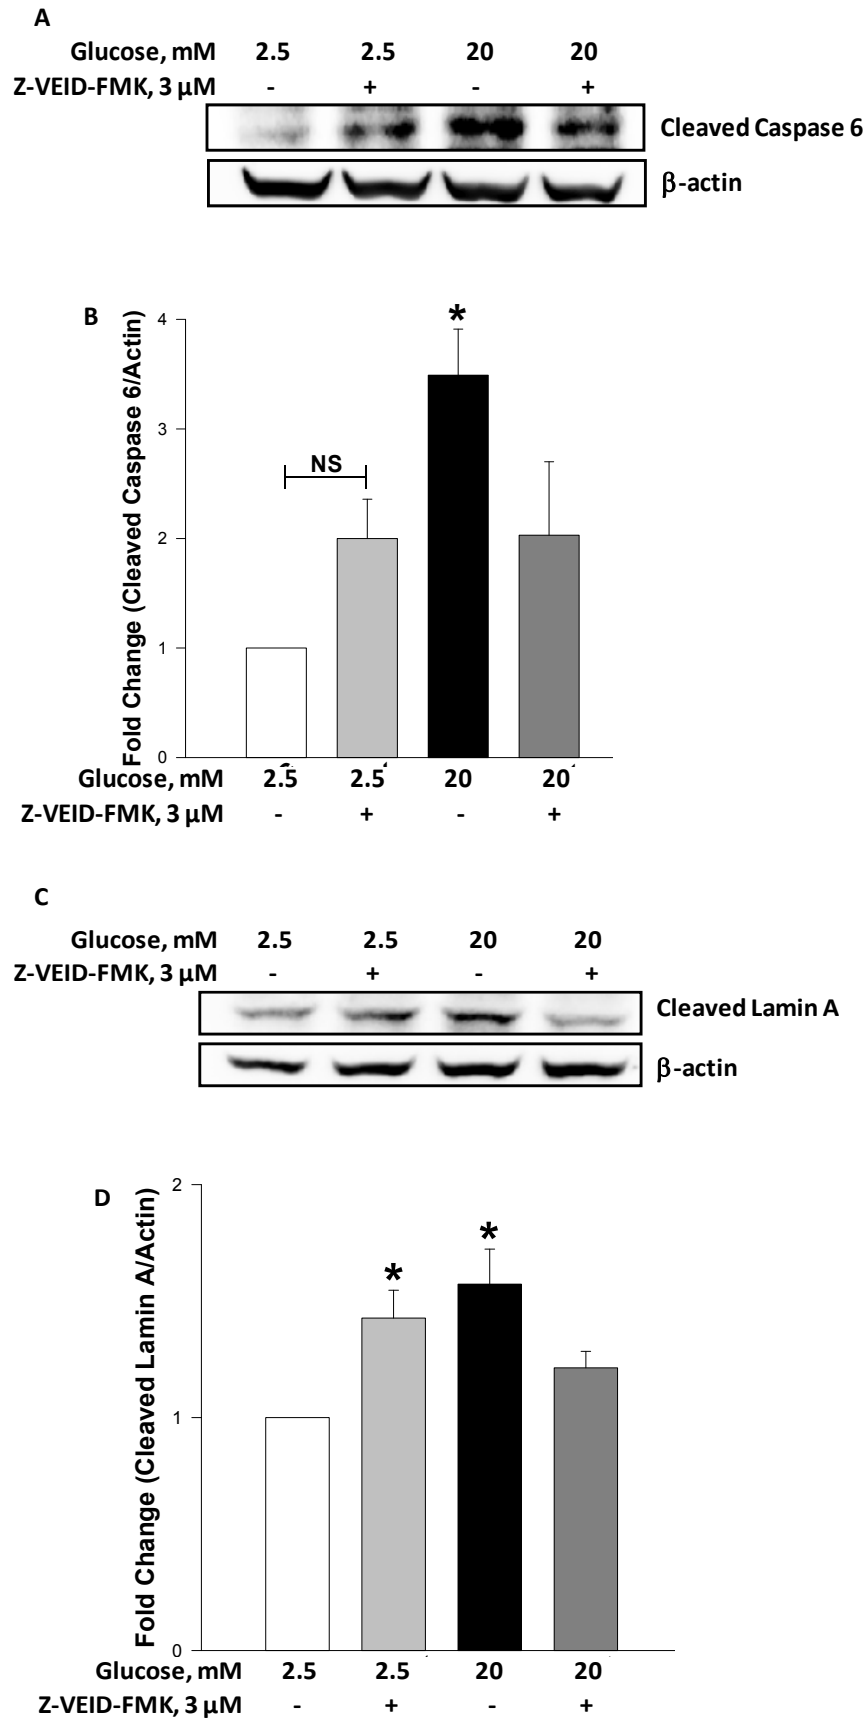 A
Glucose, mM 2.5 2.5 20 20
Z-VEID-FMK, 3 µM - + - +
Cleaved Caspase 6
β-actin
B
Fold Change (Cleaved Caspase 6/Actin)
4
*
3
NS
2
1
0
Glucose, mM 2.5 2.5 20 20
Z-VEID-FMK, 3 µM - + - +
C
Glucose, mM 2.5 2.5 20 20
Z-VEID-FMK, 3 µM - + - +
Cleaved Lamin A
β-actin
D
Fold Change (Cleaved Lamin A/Actin)
2
* *
1
0
Glucose, mM 2.5 2.5 20 20
Z-VEID-FMK, 3 µM - + - +